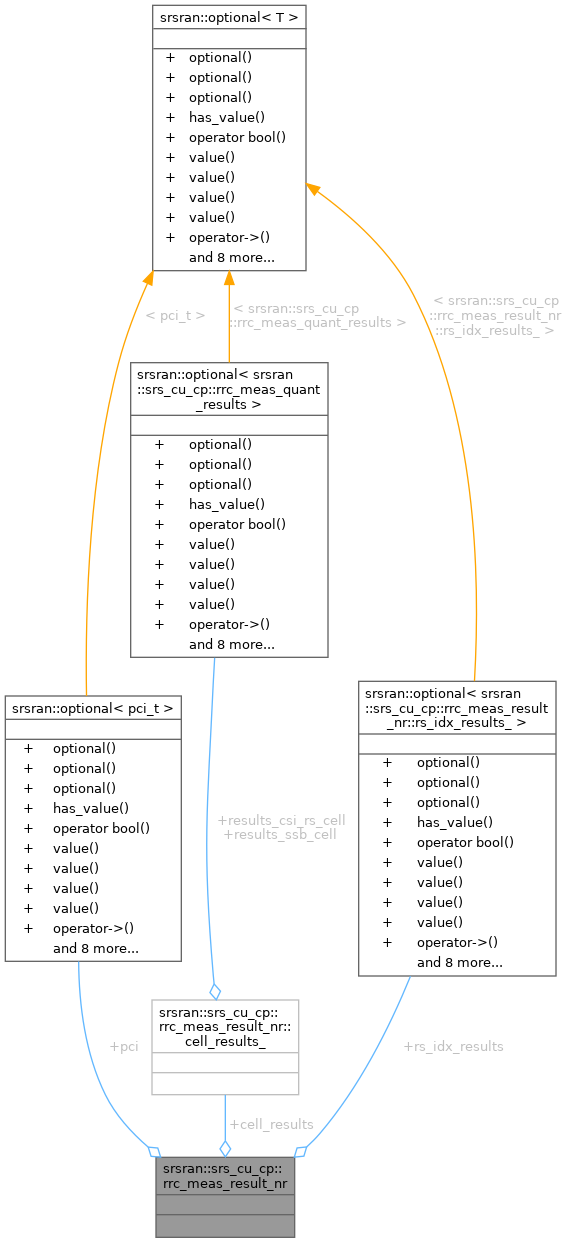 srsran::optional< T >
+ optional()
+ optional()
+ optional()
+ has_value()
+ operator bool()
+ value()
+ value()
+ value()
+ value()
+ operator->()
and 8 more...
< pci_t >
< srsran::srs_cu_cp
::rrc_meas_quant_results >
< srsran::srs_cu_cp
::rrc_meas_result_nr
::rs_idx_results_ >
srsran::optional< srsran
::srs_cu_cp::rrc_meas_quant
_results >
+ optional()
+ optional()
+ optional()
+ has_value()
+ operator bool()
+ value()
+ value()
+ value()
+ value()
+ operator->()
and 8 more...
srsran::optional< pci_t >
+ optional()
+ optional()
+ optional()
+ has_value()
+ operator bool()
+ value()
+ value()
+ value()
+ value()
+ operator->()
and 8 more...
srsran::optional< srsran
::srs_cu_cp::rrc_meas_result
_nr::rs_idx_results_ >
+ optional()
+ optional()
+ optional()
+ has_value()
+ operator bool()
+ value()
+ value()
+ value()
+ value()
+ operator->()
and 8 more...
+results_csi_rs_cell
+results_ssb_cell
srsran::srs_cu_cp::
rrc_meas_result_nr::
cell_results_
+pci
+rs_idx_results
+cell_results
srsran::srs_cu_cp::
rrc_meas_result_nr